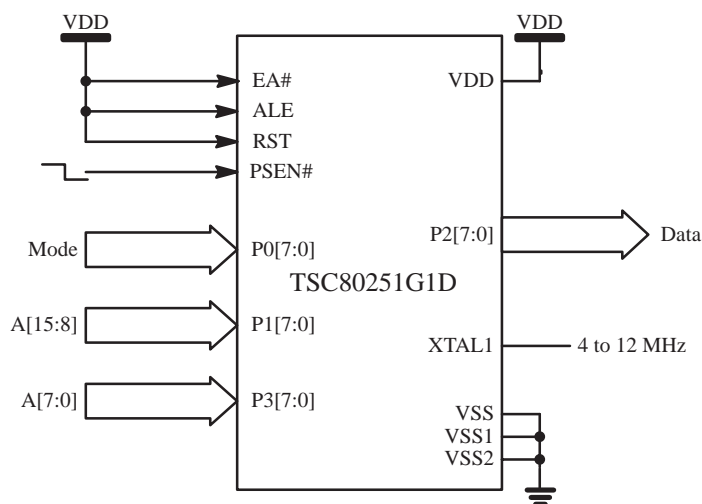 VDD
VDD
EA#
VDD
ALE
RST
PSEN#
Mode
P0[7:0]
P2[7:0]
Data
TSC80251G1D
A[15:8]
P1[7:0]
XTAL1
4 to 12 MHz
A[7:0]
P3[7:0]
VSS
VSS1
VSS2